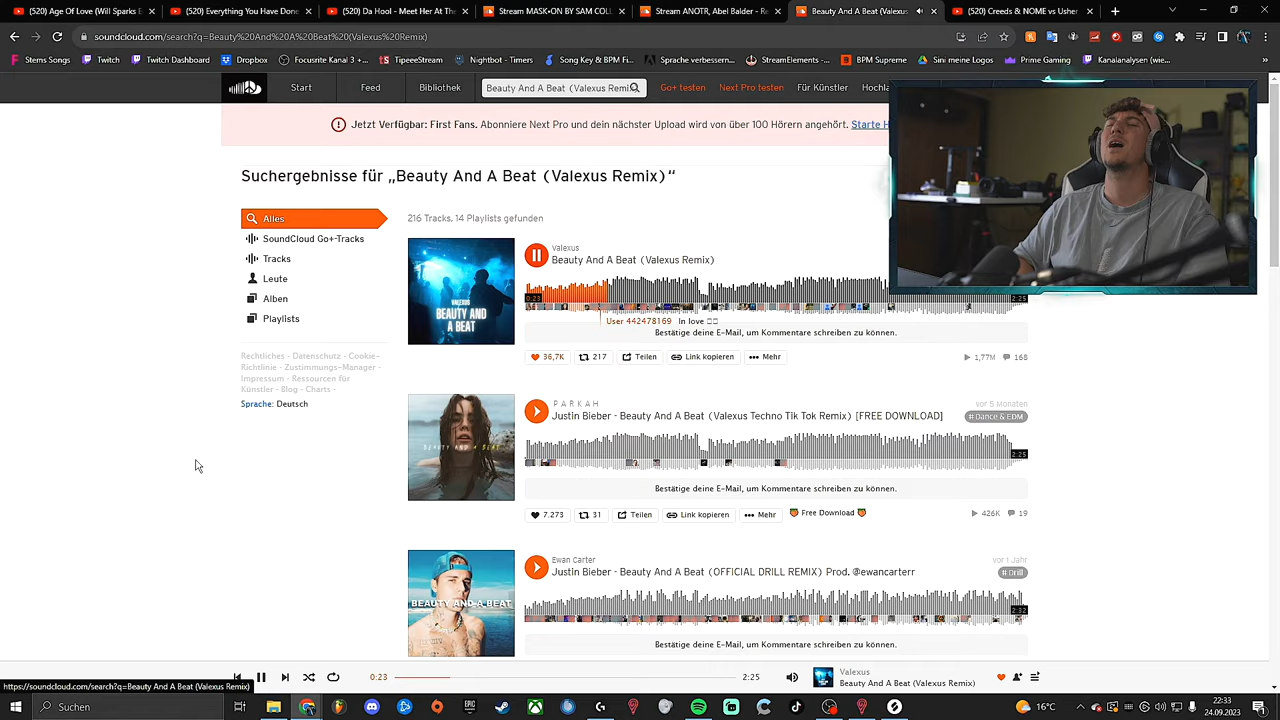 (520) Age Of Love (Will Sparks
(520) Everything You Have Done
(520) Da Hool - Meet Her At The
Stream MASK•ON BY SAM COLL
Stream ANOTR, Abel Balder - Re
Beauty And A Beat (Valexus
(520) Creeds & NOME vs Usher
soundcloud.com/search?q=Beauty%20And%20A%20Beat%20(Valexus%20Remix)
Stems Songs
Twitch
Twitch Dashboard
Dropbox
Focusrite Kanal 3 +...
TipeeeStream
Nightbot - Timers
Song Key & BPM Fi...
Sprache verbessern...
StreamElements -...
BPM Supreme
Sini meine Logos
Prime Gaming
Kanalanalysen (wie...
Start
Feed
Bibliothek
Beauty And A Beat (Valexus Remi
Go+ testen
Next Pro testen
Für Künstler
Hochla
Jetzt Verfügbar: First Fans. Abonniere Next Pro und dein nächster Upload wird von über 100 Hörern angehört. Starte H
Suchergebnisse für „Beauty And A Beat (Valexus Remix)“
Alles
SoundCloud Go+-Tracks
Tracks
Leute
Alben
Playlists
Rechtliches - Datenschutz - Cookie-
Richtlinie - Zustimmungs-Manager -
Impressum - Ressourcen für
Künstler - Blog - Charts -
Sprache: Deutsch
216 Tracks, 14 Playlists gefunden
VALEXUS
BEAUTY AND
A BEAT
Valexus
Beauty And A Beat (Valexus Remix)
0:23
2:25
User 442478169 In love
Bestätige deine E-Mail, um Kommentare schreiben zu können.
36,7K
217
Teilen
Link kopieren
Mehr
1,77M
168
BEAUTY AND A BEAT
P A R K A H
vor 5 Monaten
Justin Bieber - Beauty And A Beat (Valexus Techno Tik Tok Remix) [FREE DOWNLOAD]
# Dance & EDM
2:25
Bestätige deine E-Mail, um Kommentare schreiben zu können.
7.273
31
Teilen
Link kopieren
Mehr
Free Download
426K
19
BEAUTY AND A BEAT
Ewan Carter
vor 1 Jahr
Justin Bieber - Beauty And A Beat (OFFICIAL DRILL REMIX) Prod. @ewancarterr
# Drill
2:32
Bestätige deine E-Mail, um Kommentare schreiben zu können.
0:23
2:25
Valexus
Beauty And A Beat (Valexus Remix)
https://soundcloud.com/search?q=Beauty And A Beat (Valexus Remix)
Suchen
16°C
22:33
24.09.2023